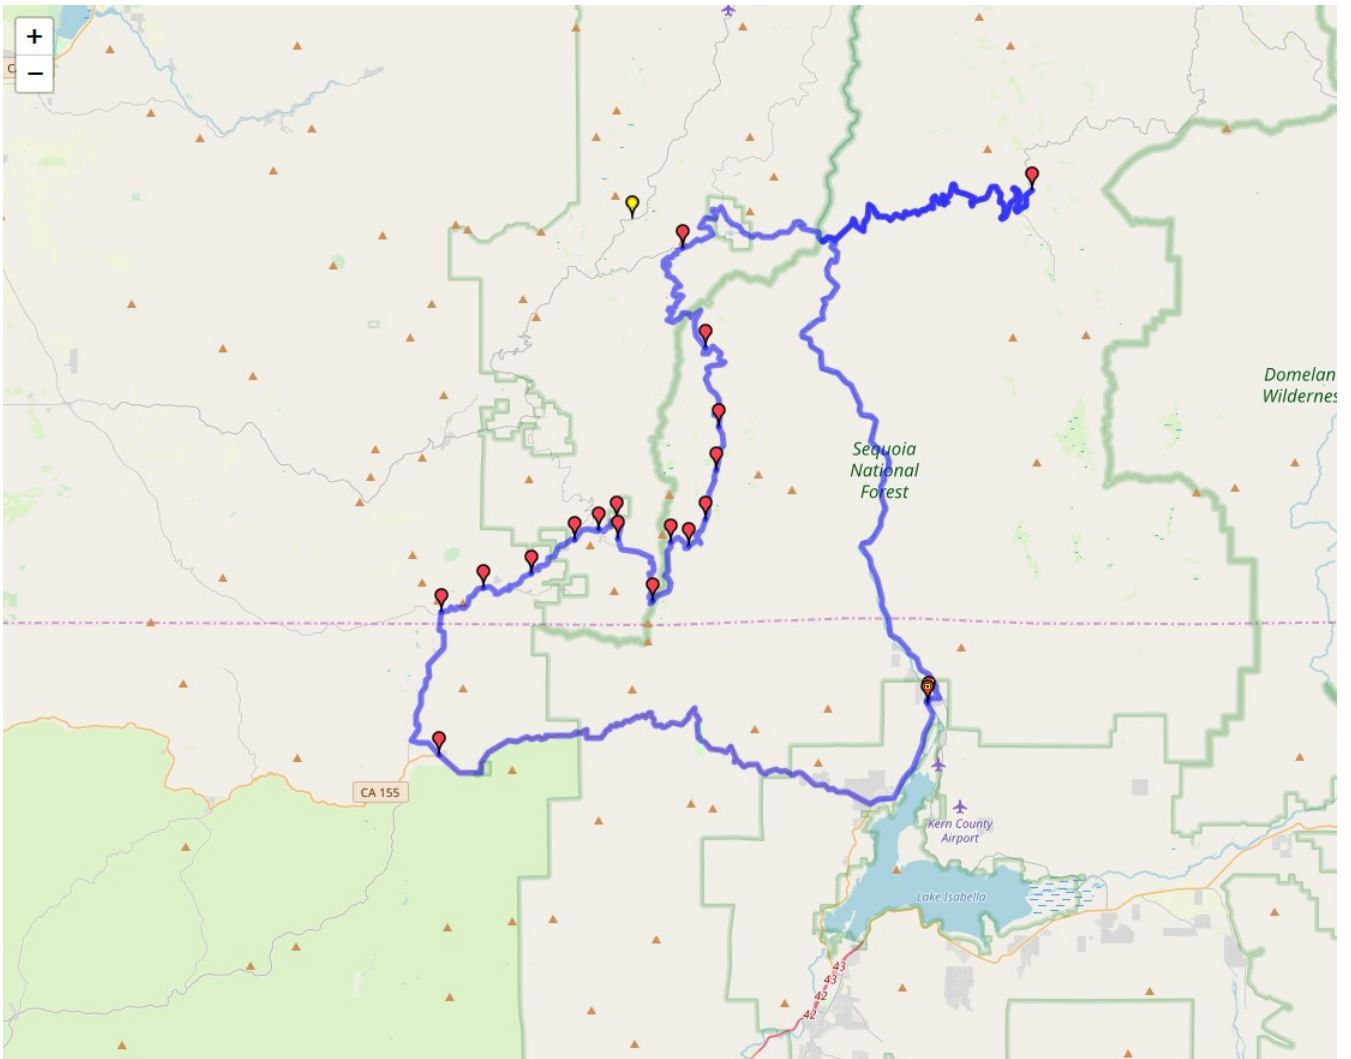 +
−
Domelan
Wildernes
Sequoia
National
Forest
CA 155
Kern County
Airport
Lake Isabella
43
43
42
42